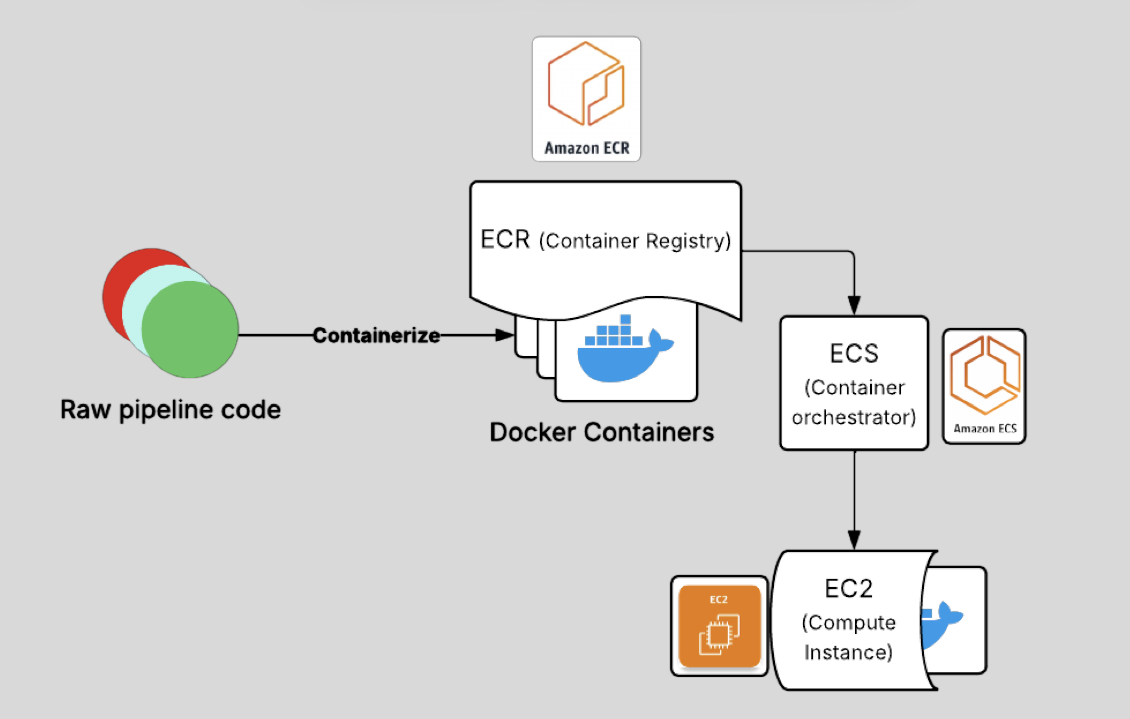 Amazon ECR
ECR (Container Registry)
Containerize
Raw pipeline code
Docker Containers
ECS
(Container
orchestrator)
Amazon ECS
EC2
EC2
(Compute
Instance)